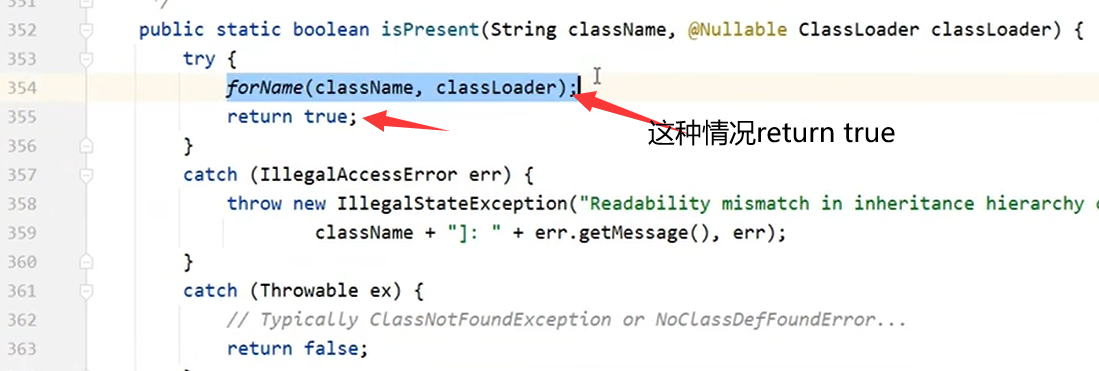 351 */
352 public static boolean isPresent(String className, @Nullable ClassLoader classLoader) {
353 try {
354 forName(className, classLoader);
355 return true;
这种情况return true
356 }
357 catch (IllegalAccessError err) {
358 throw new IllegalStateException("Readability mismatch in inheritance hierarchy
359 className + "]: " + err.getMessage(), err);
360 }
361 catch (Throwable ex) {
362 // Typically ClassNotFoundException or NoClassDefFoundError...
363 return false;